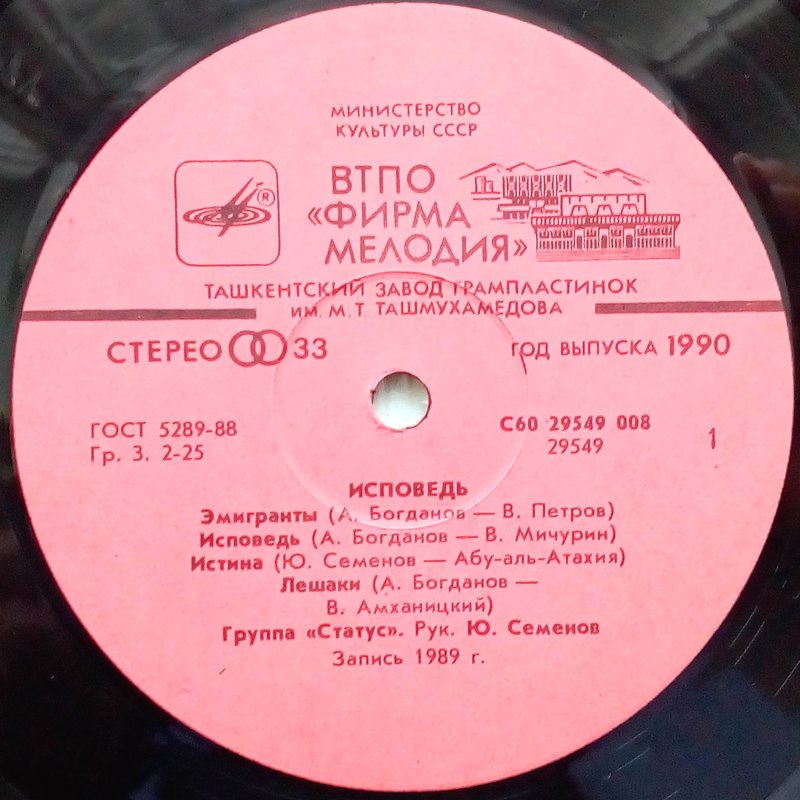 МИНИСТЕРСТВО
КУЛЬТУРЫ СССР
ВТПО
«ФИРМА
МЕЛОДИЯ»
®
ТАШКЕНТСКИЙ ЗАВОД ГРАМПЛАСТИНОК
ИМ. М. Т. ТАШМУХАМЕДОВА
СТЕРЕО 33
ГОД ВЫПУСКА 1990
ГОСТ 5289-88
Гр. 3. 2-25
С60 29549 008
29549
1
ИСПОВЕДЬ
Эмигранты (А. Богданов — В. Петров)
Исповедь (А. Богданов — В. Мичурин)
Истина (Ю. Семенов — Абу-аль-Атахия)
Лешаки (А. Богданов —
В. Амханицкий)
Группа «Статус». Рук. Ю. Семенов
Запись 1989 г.